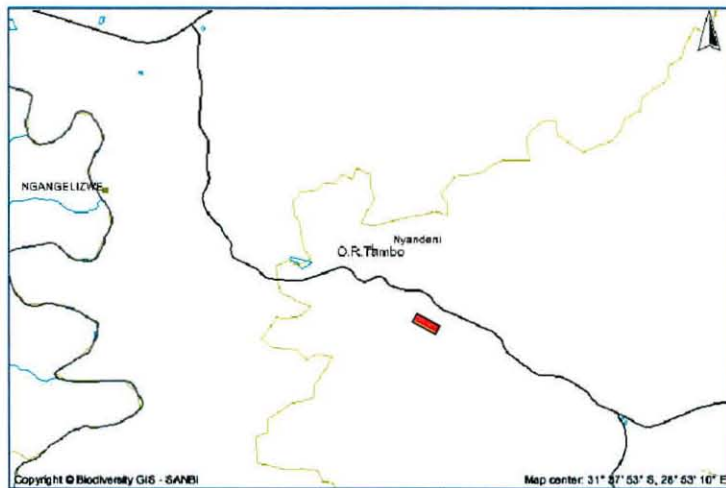 NGANGELIZWE
Nyandeni
O.R.Tambo
Copyright © Biodiversity GIS - SANBI
Map center: 31° 37' 53" S, 28° 53' 10" E